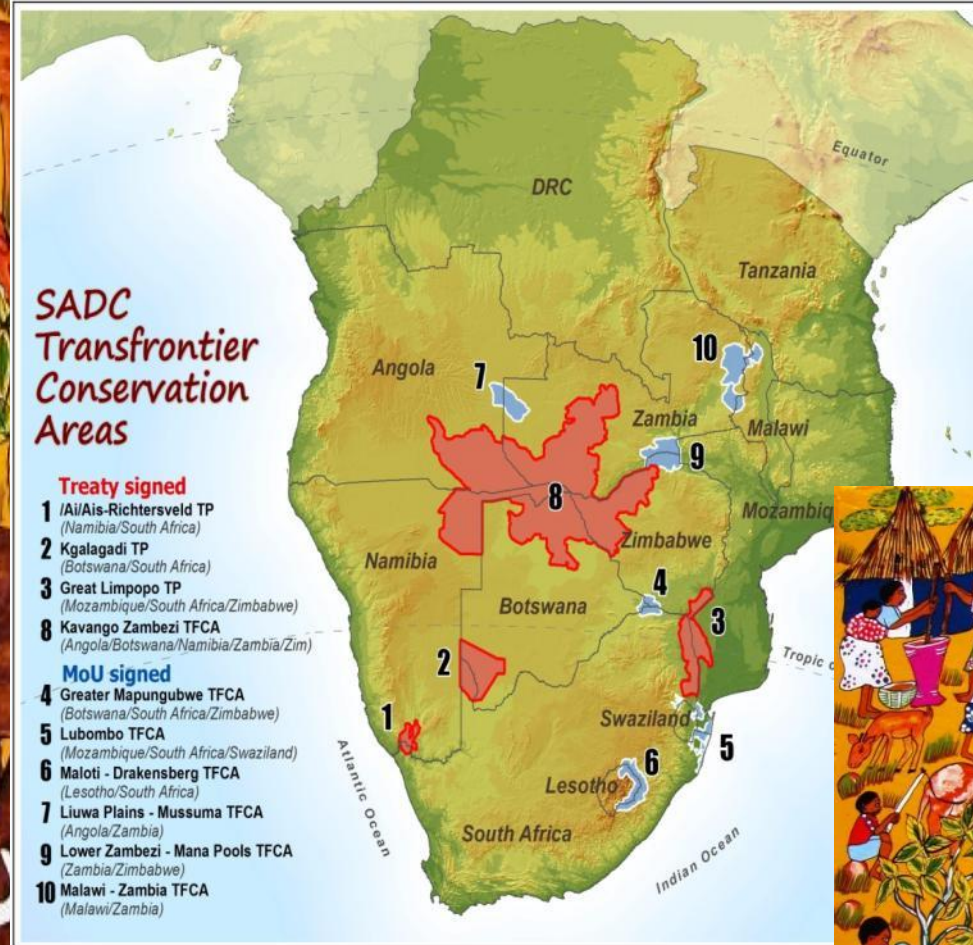 SADC
Transfrontier
Conservation
Areas
Treaty signed
1 /Ai/Ais-Richtersveld TP
(Namibia/South Africa)
2 Kgalagadi TP
(Botswana/South Africa)
3 Great Limpopo TP
(Mozambique/South Africa/Zimbabwe)
8 Kavango Zambezi TFCA
(Angola/Botswana/Namibia/Zambia/Zim)
MoU signed
4 Greater Mapungubwe TFCA
(Botswana/South Africa/Zimbabwe)
5 Lubombo TFCA
(Mozambique/South Africa/Swaziland)
6 Maloti - Drakensberg TFCA
(Lesotho/South Africa)
7 Liuwa Plains - Mussuma TFCA
(Angola/Zambia)
9 Lower Zambezi - Mana Pools TFCA
(Zambia/Zimbabwe)
10 Malawi - Zambia TFCA
(Malawi/Zambia)
Equator
DRC
Tanzania
Angola
7
10
Zambia
Malawi
9
8
Mozambiq
Zimbabwe
Namibia
4
Botswana
3
2
Tropic o
1
Swaziland
5
Atlantic Ocean
6
Lesotho
South Africa
Indian Ocean